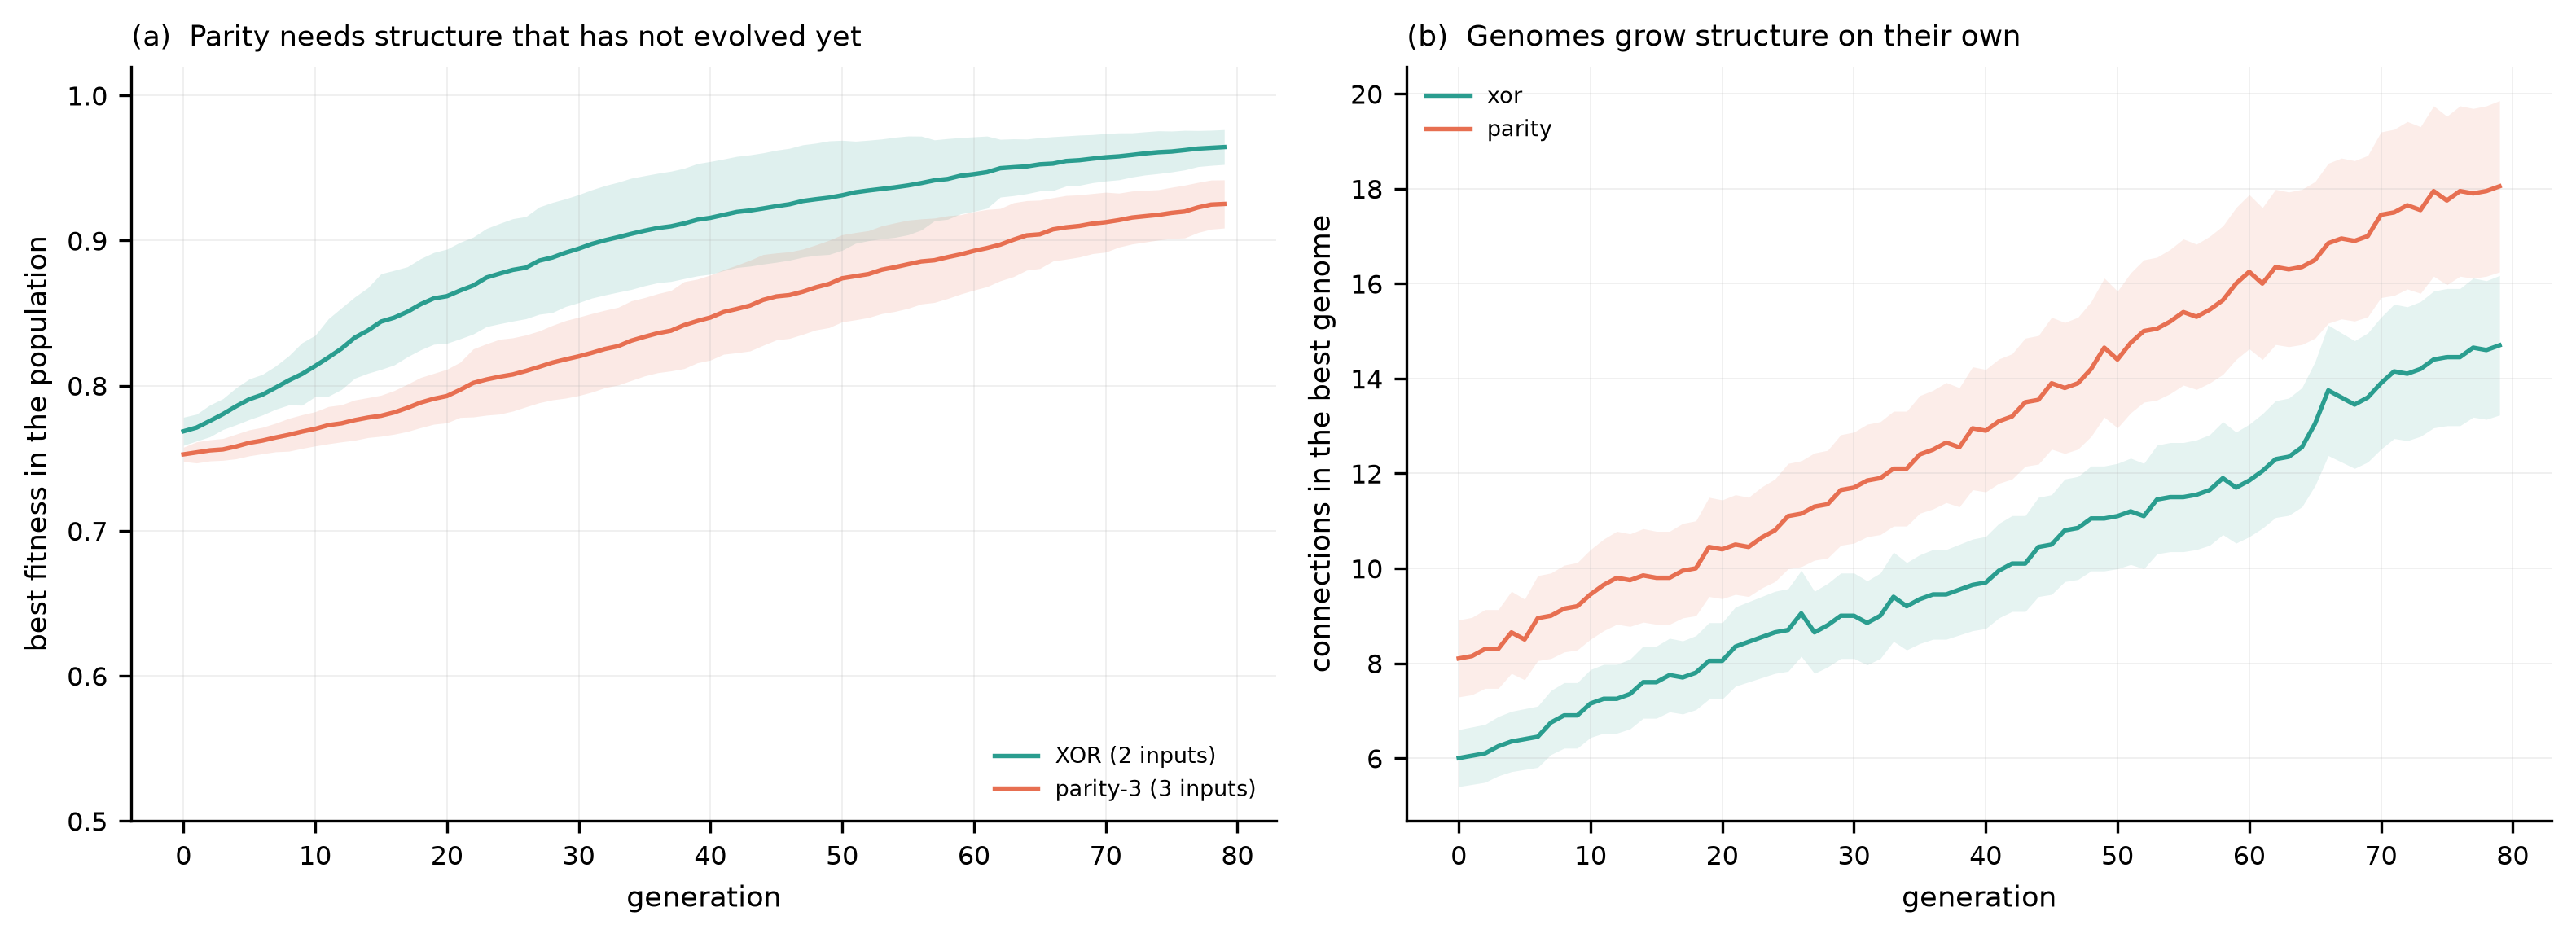 (a)  Parity needs structure that has not evolved yet
best fitness in the population
1.0
0.9
0.8
0.7
0.6
0.5
XOR (2 inputs)
parity-3 (3 inputs)
0 10 20 30 40 50 60 70 80
generation
(b)  Genomes grow structure on their own
connections in the best genome
20
18
16
14
12
10
8
6
xor
parity
0 10 20 30 40 50 60 70 80
generation